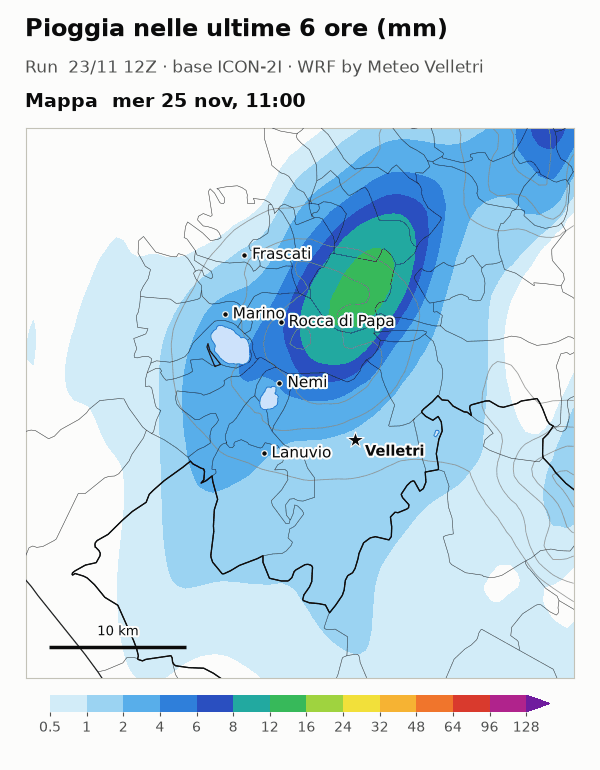 Pioggia nelle ultime 6 ore (mm)
Run  23/11 12Z · base ICON-2I · WRF by Meteo Velletri
Mappa  mer 25 nov, 11:00
Frascati
Marino
Rocca di Papa
Nemi
Velletri
Lanuvio
10 km
0.5 1 2 4 6 8 12 16 24 32 48 64 96 128